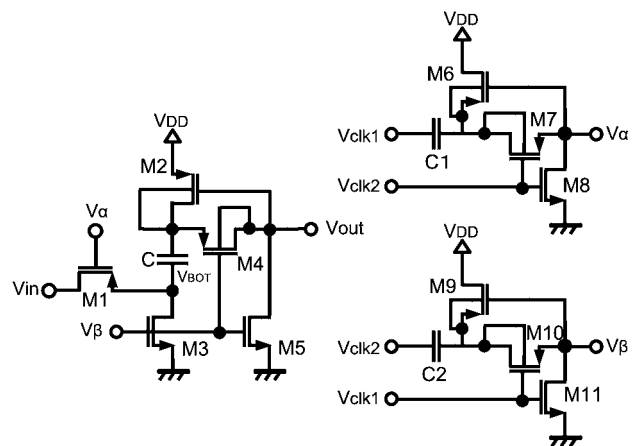 VDD
M6
M7
Vclk1
Vα
C1
Vclk2
M8
VDD
M2
Vα
Vout
C
VBOT
M4
Vin
M1
Vβ
M3
M5
VDD
M9
M10
Vclk2
Vβ
C2
Vclk1
M11